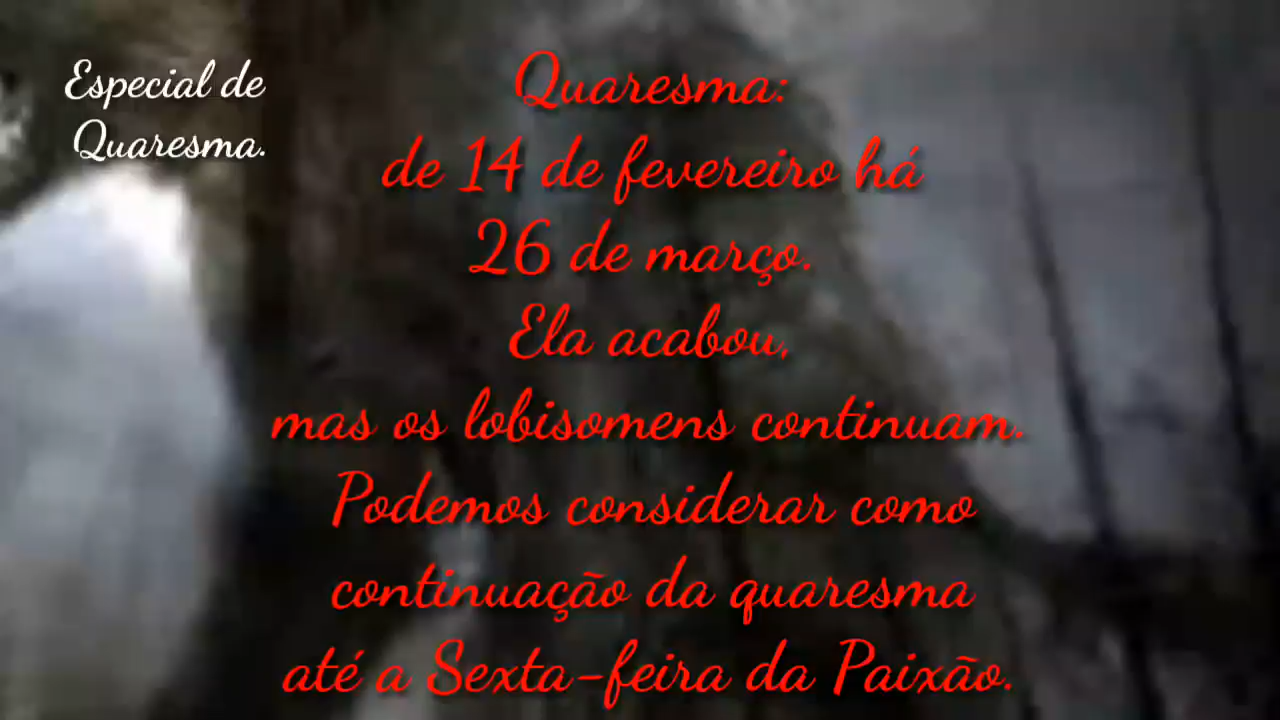 Especial de
Quaresma.
Quaresma:
de 14 de fevereiro há
26 de março.
Ela acabou,
mas os lobisomens continuam.
Podemos considerar como
continuação da quaresma
até a Sexta-feira da Paixão.